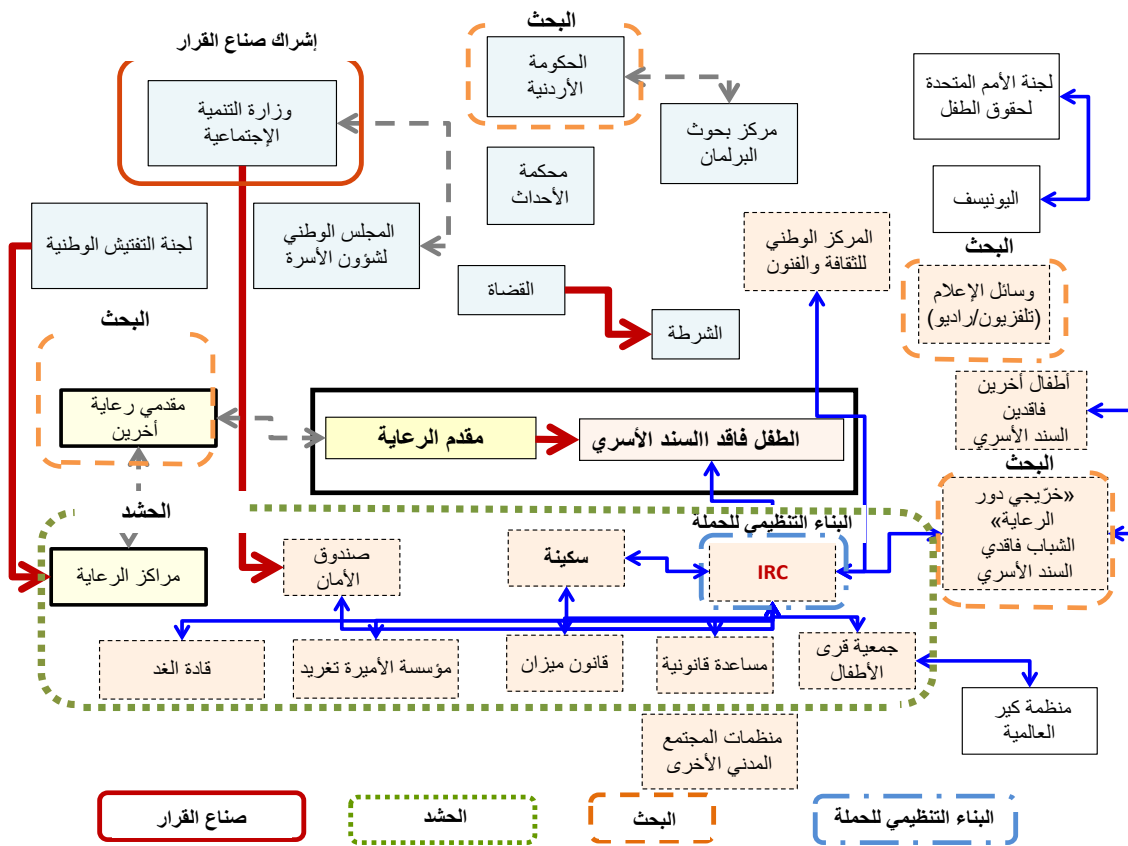 البحث
إشراك صناع القرار
الحكومة
الأردنية
لجنة الأمم المتحدة
لحقوق الطفل
وزارة التنمية
الإجتماعية
مركز بحوث
البرلمان
محكمة
الأحداث
اليونيسف
لجنة التفتيش الوطنية
المجلس الوطني
لشؤون الأسرة
المركز الوطني
للثقافة والفنون
البحث
وسائل الإعلام
(تلفزيون/راديو)
القضاة
الشرطة
البحث
مقدمي رعاية
أخرين
مقدم الرعاية
الطفل فاقد االسند الأسري
أطفال أخرين
فاقدين
السند الأسري
البحث
«خرّيجي دور
الرعاية»
الشباب فاقدي
السند الأسري
الحشد
البناء التنظيمي للحملة
مراكز الرعاية
صندوق
الأمان
سكينة
IRC
قادة الغد
مؤسسة الأميرة تغريد
قانون ميزان
مساعدة قانونية
جمعية قرى
الأطفال
منظمة كير
العالمية
منظمات المجتمع
المدني الأخرى
صناع القرار
الحشد
البحث
البناء التنظيمي للحملة